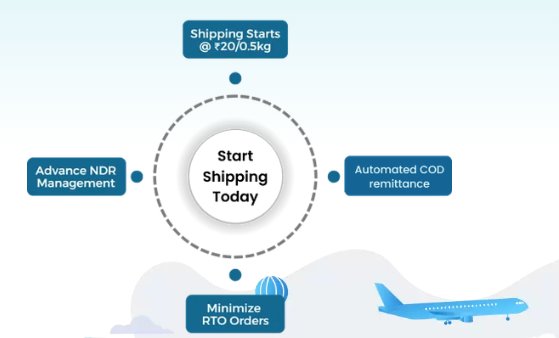 Shipping Starts
@ ₹20/0.5kg
Advance NDR
Management
Start
Shipping
Today
Automated COD
remittance
Minimize
RTO Orders